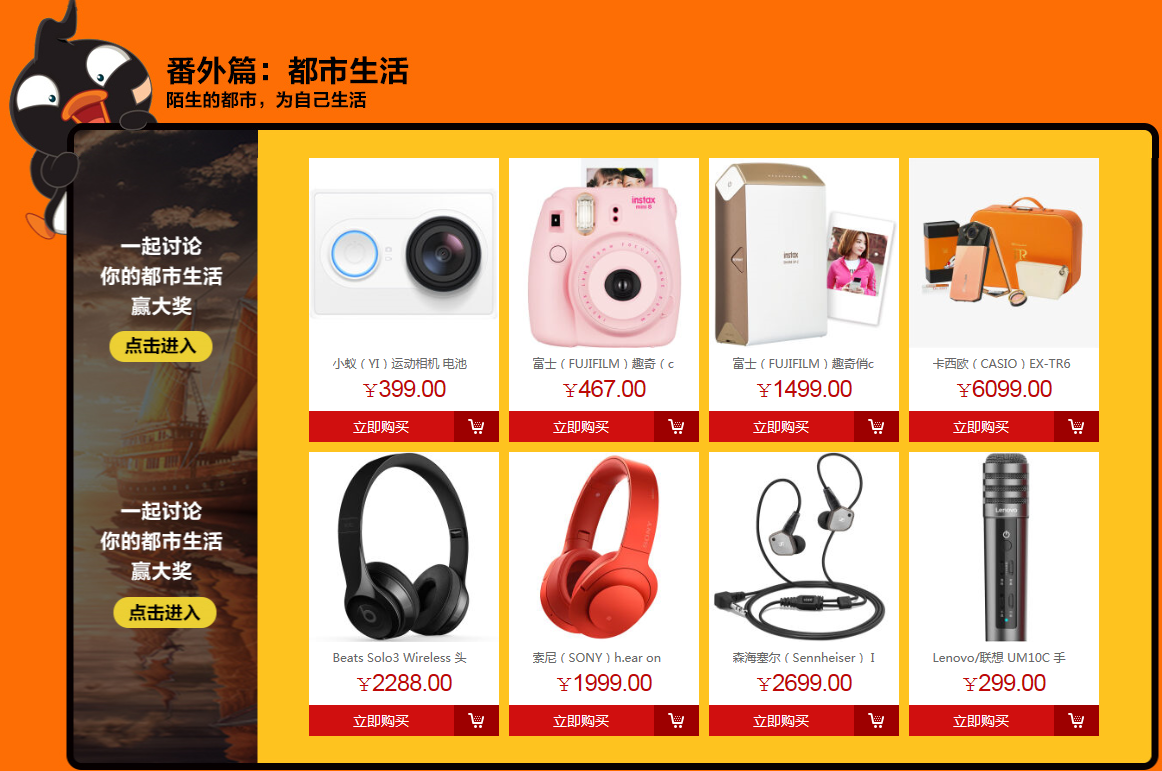 番外篇：都市生活
陌生的都市，为自己生活
一起讨论
你的都市生活
赢大奖
点击进入
一起讨论
你的都市生活
赢大奖
点击进入
instax
mini 8
instax
小蚁（YI）运动相机 电池
富士（FUJIFILM）趣奇（c
富士（FUJIFILM）趣奇俏c
卡西欧（CASIO）EX-TR6
¥399.00
¥467.00
¥1499.00
¥6099.00
立即购买
立即购买
立即购买
立即购买
SONY
Lenovo
Beats Solo3 Wireless 头
索尼（SONY）h.ear on
森海塞尔（Sennheiser）I
Lenovo/联想 UM10C 手
¥2288.00
¥1999.00
¥2699.00
¥299.00
立即购买
立即购买
立即购买
立即购买